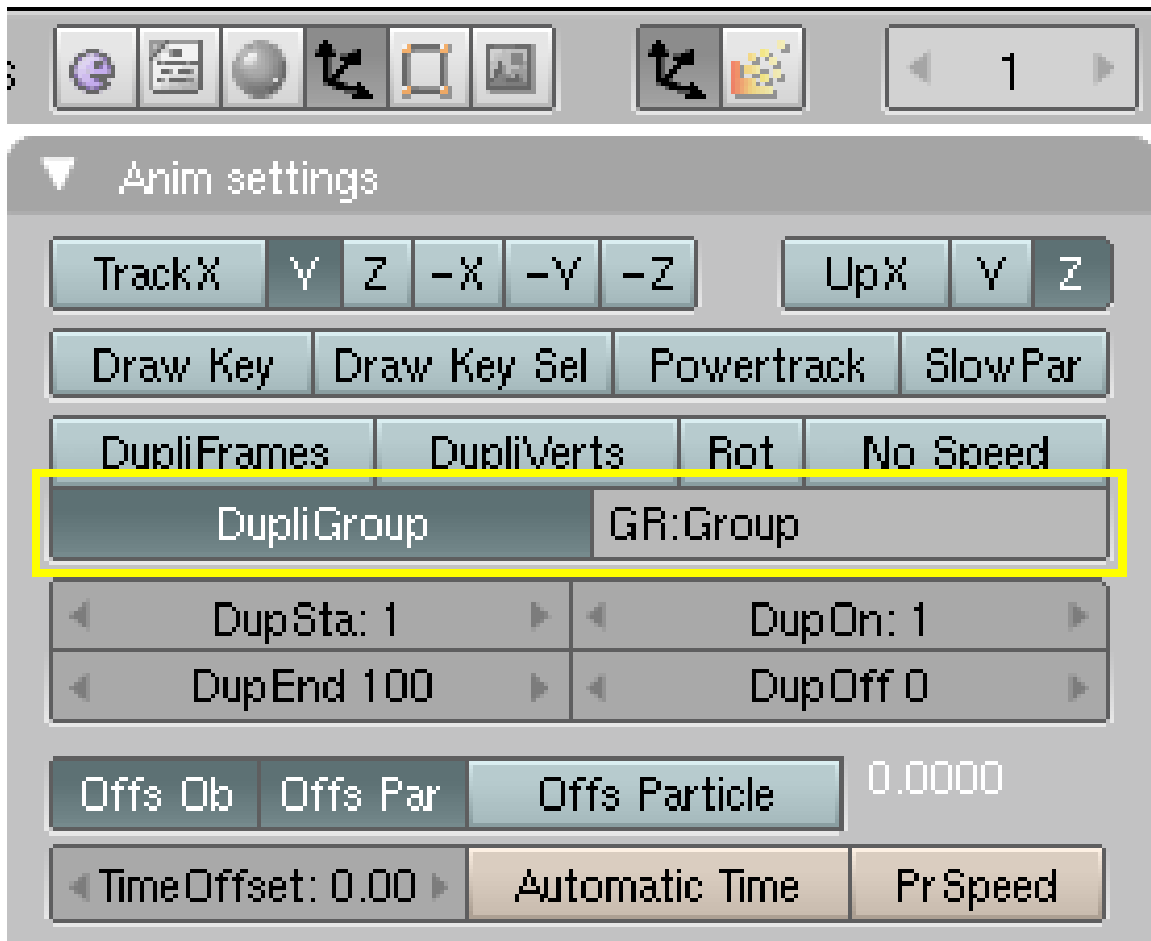 1
Anim settings
TrackX Y Z -X -Y -Z UpX Y Z
Draw Key Draw Key Sel Powertrack SlowPar
DupliFrames DupliVerts Rot No Speed
DupliGroup GR:Group
DupSta: 1 DupOn: 1
DupEnd 100 DupOff 0
Offs Ob Offs Par Offs Particle 0.0000
TimeOffset: 0.00 Automatic Time PrSpeed